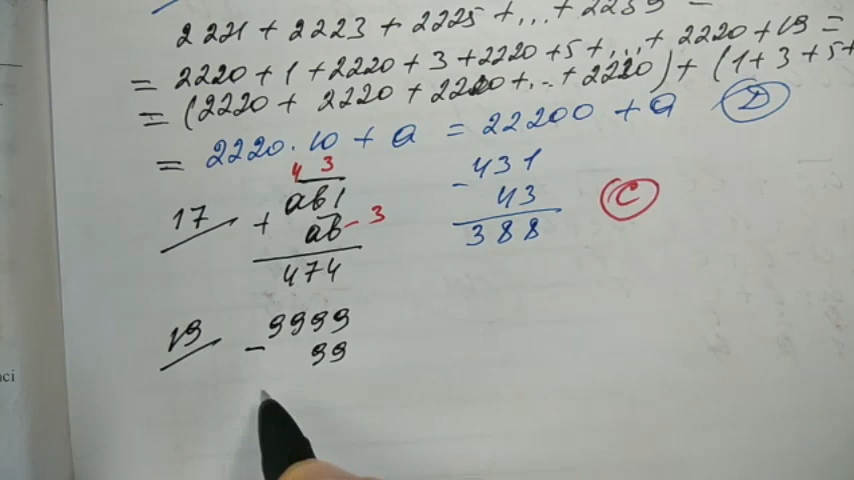 2221 + 2223 + 2225 + ... + 2239 =
= 2220 + 1 + 2220 + 3 + 2220 + 5 + ... + 2220 + 19 =
= (2220 + 2220 + 2220 + ... + 2220) + (1 + 3 + 5 +
= 2220 . 10 + a = 22200 + a D
4 3
17 + ab1 - 431 C
ab - 3 43
474 388
19 - 9999
99
nci